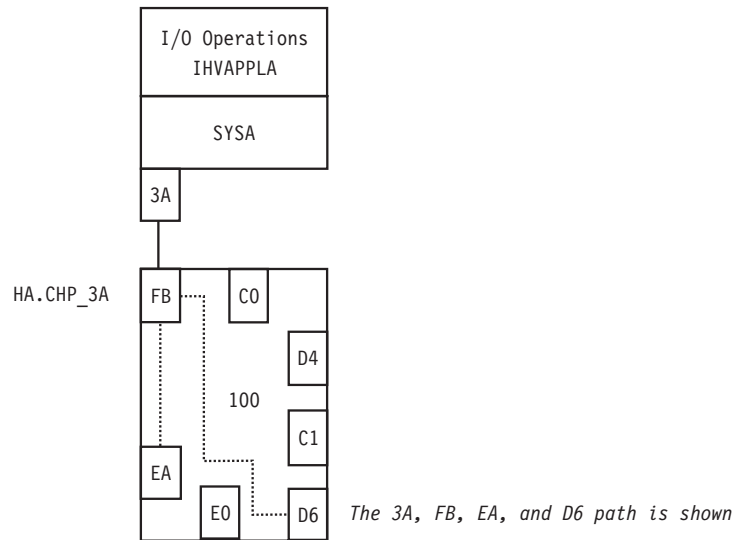 I/O Operations
IHVAPPLA
SYSA
3A
HA.CHP_3A
FB
C0
D4
100
C1
EA
E0
D6
The 3A, FB, EA, and D6 path is shown